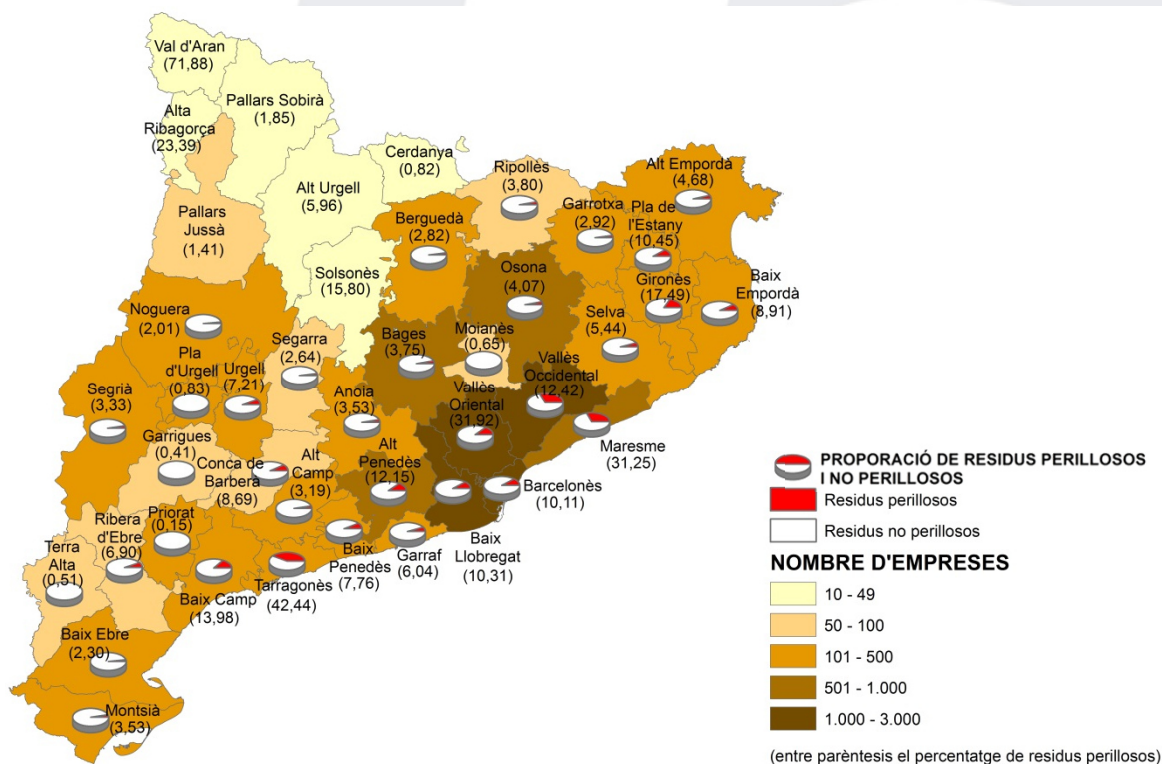 Val d'Aran
(71,88)
Pallars Sobirà
(1,85)
Alta
Ribagorça
(23,39)
Cerdanya
(0,82)
Ripollès
(3,80)
Alt Empordà
(4,68)
Alt Urgell
(5,96)
Garrotxa
(2,92)
Pla de
l'Estany
(10,45)
Pallars
Jussà
(1,41)
Berguedà
(2,82)
Solsonès
(15,80)
Osona
(4,07)
Gironès
(17,49)
Baix
Empordà
(8,91)
Noguera
(2,01)
Selva
(5,44)
Segarra
(2,64)
Bages
(3,75)
Moianès
(0,65)
Pla
d'Urgell
(0,83)
Urgell
(7,21)
Vallès
Occidental
(12,42)
Segrià
(3,33)
Anoia
(3,53)
Vallès
Oriental
(31,92)
Garrigues
(0,41)
Conca de
Barberà
(8,69)
Alt
Camp
(3,19)
Alt
Penedès
(12,15)
Maresme
(31,25)
Barcelonès
(10,11)
Ribera
d'Ebre
(6,90)
Priorat
(0,15)
Terra
Alta
(0,51)
Baix Camp
(13,98)
Tarragonès
(42,44)
Baix
Penedès
(7,76)
Garraf
(6,04)
Baix
Llobregat
(10,31)
Baix Ebre
(2,30)
Montsià
(3,53)
PROPORACIÓ DE RESIDUS PERILLOSOS
I NO PERILLOSOS
Residus perillosos
Residus no perillosos
NOMBRE D'EMPRESES
10 - 49
50 - 100
101 - 500
501 - 1.000
1.000 - 3.000
(entre parèntesis el percentatge de residus perillosos)